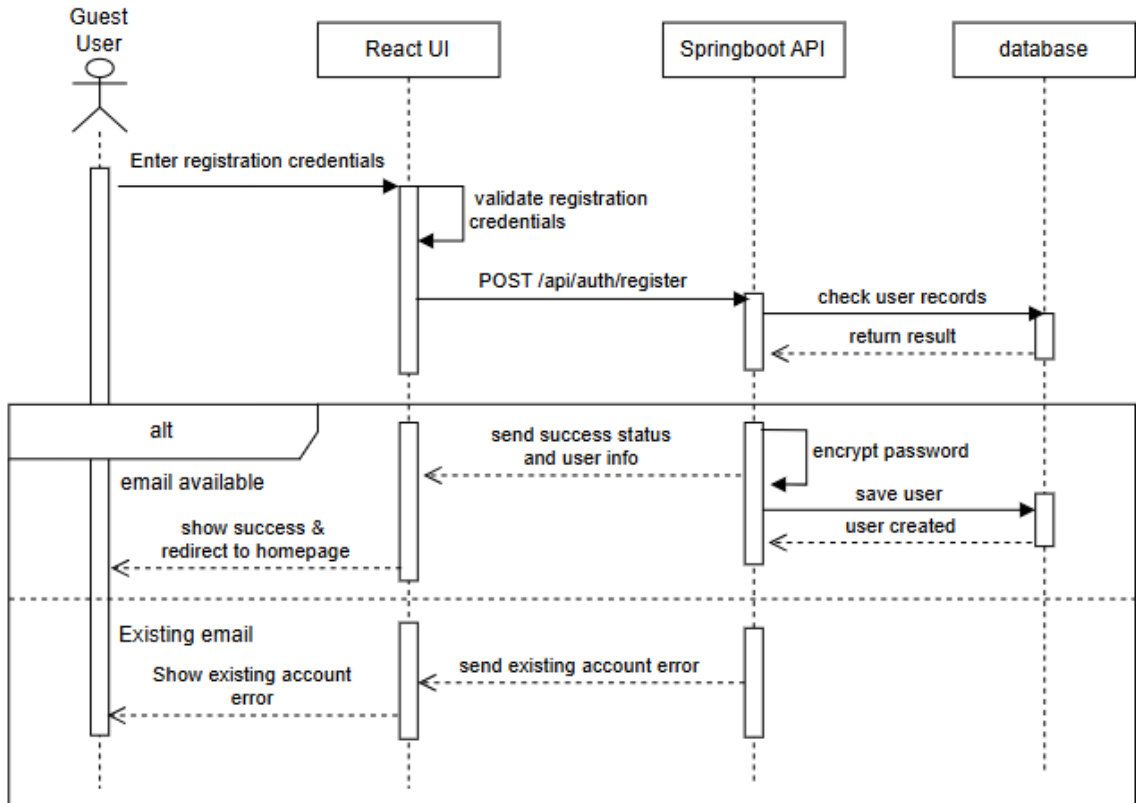 Guest
User
React UI
Springboot API
database
Enter registration credentials
validate registration
credentials
POST /api/auth/register
check user records
return result
alt
send success status
and user info
encrypt password
email available
save user
show success &
redirect to homepage
user created
Existing email
send existing account error
Show existing account
error